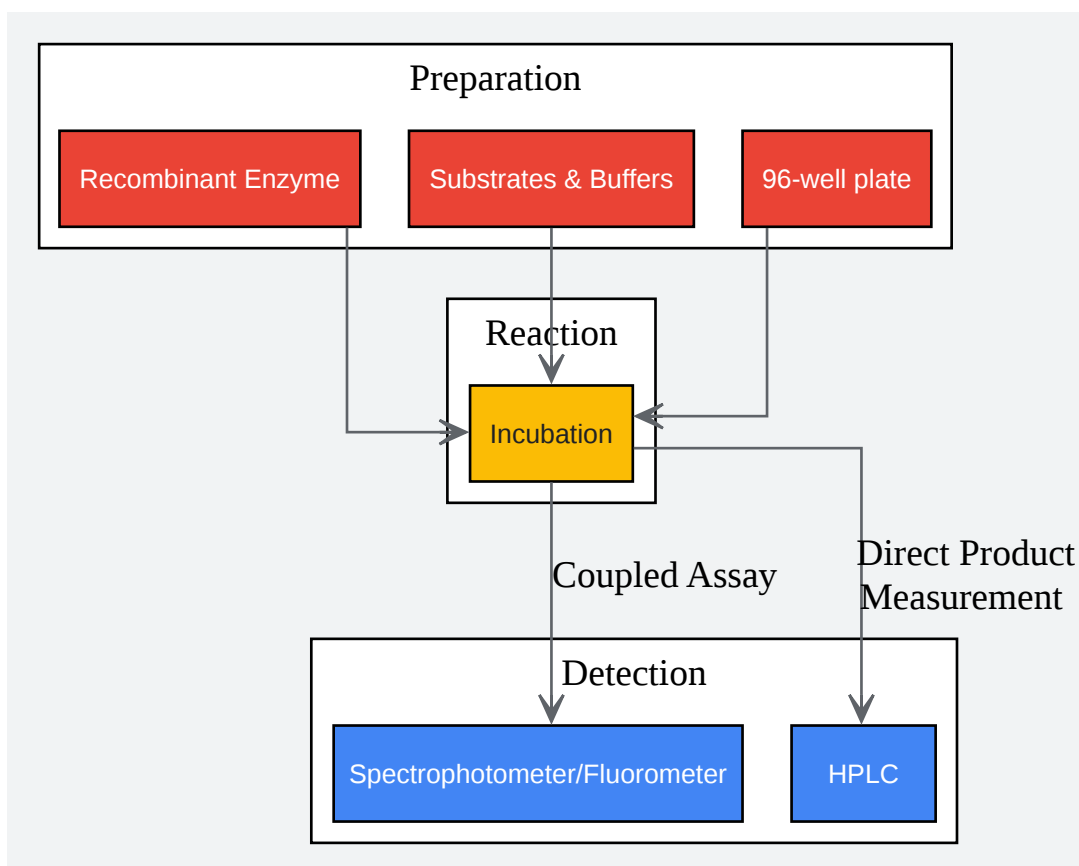 Preparation
Recombinant Enzyme
Substrates & Buffers
96-well plate
Reaction
Incubation
Coupled Assay
Direct Product
Measurement
Detection
Spectrophotometer/Fluorometer
HPLC